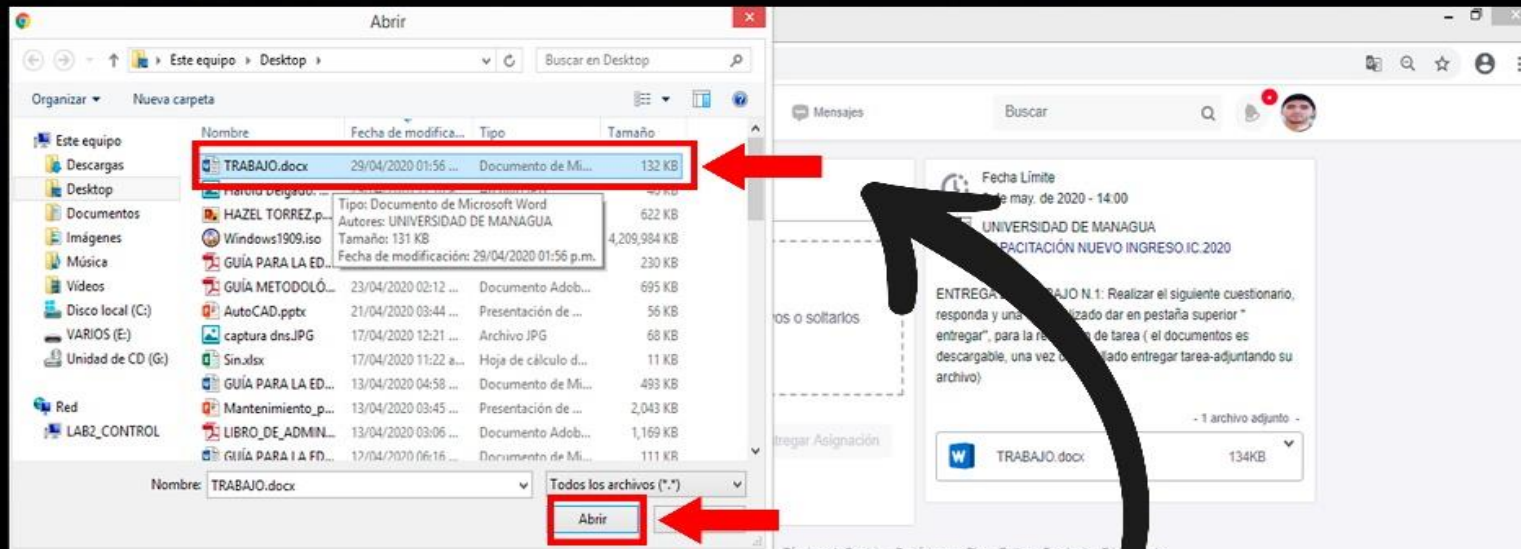 Abrir
Este equipo ▸ Desktop ▸
Buscar en Desktop
Organizar
Nueva carpeta
Este equipo
Descargas
Desktop
Documentos
Imágenes
Música
Vídeos
Disco local (C:)
VARIOS (E:)
Unidad de CD (G:)
Red
LAB2_CONTROL
Nombre Fecha de modifica... Tipo Tamaño
TRABAJO.docx 29/04/2020 01:56 ... Documento de Mi... 132 KB
Harold Delgado.
HAZEL TORREZ.p... 622 KB
Windows1909.iso 4,209,984 KB
GUÍA PARA LA ED... 230 KB
GUÍA METODOLÓ... 23/04/2020 02:12 ... Documento Adob... 695 KB
AutoCAD.pptx 21/04/2020 03:44 ... Presentación de ... 56 KB
captura dns.JPG 17/04/2020 12:21 ... Archivo JPG 68 KB
Sin.xlsx 17/04/2020 11:22 a... Hoja de cálculo d... 11 KB
GUÍA PARA LA ED... 13/04/2020 04:58 ... Documento de Mi... 493 KB
Mantenimiento_p... 13/04/2020 03:45 ... Presentación de ... 2,043 KB
LIBRO_DE_ADMIN... 13/04/2020 03:06 ... Documento Adob... 1,169 KB
GUÍA PARA LA ED... 12/04/2020 06:16 ... Documento de Mi... 111 KB
Tipo: Documento de Microsoft Word
Autores: UNIVERSIDAD DE MANAGUA
Tamaño: 131 KB
Fecha de modificación: 29/04/2020 01:56 p.m.
Nombre: TRABAJO.docx
Todos los archivos (*.*)
Abrir
Mensajes
Buscar
os o soltarlos
tregar Asignación
Fecha Límite
de may. de 2020 - 14:00
UNIVERSIDAD DE MANAGUA
PACITACIÓN NUEVO INGRESO.IC.2020
ENTREGA AJO N.1: Realizar el siguiente cuestionario,
responda y una izado dar en pestaña superior "
entregar", para la re de tarea ( el documentos es
descargable, una vez llado entregar tarea-adjuntando su
archivo)
- 1 archivo adjunto -
W
TRABAJO.docx
134KB